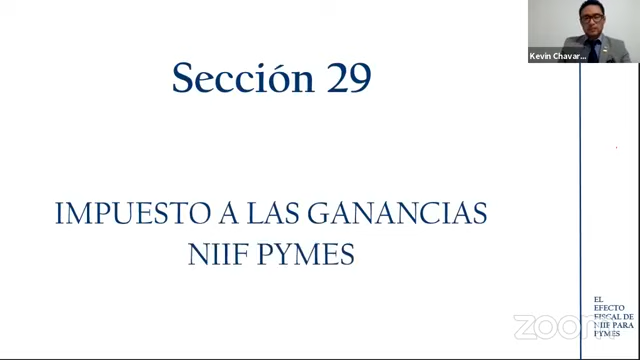 Kevin Chavar...
Sección 29
IMPUESTO A LAS GANANCIAS
NIIF PYMES
EL
EFECTO
FISCAL DE
NIIF PARA
PYMES
zoom